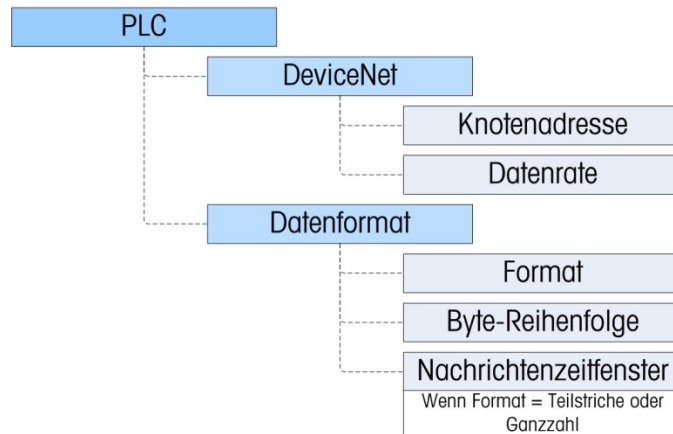 PLC
DeviceNet
Knotenadresse
Datenrate
Datenformat
Format
Byte-Reihenfolge
Nachrichtenzeitfenster
Wenn Format = Teilstriche oder
Ganzzahl